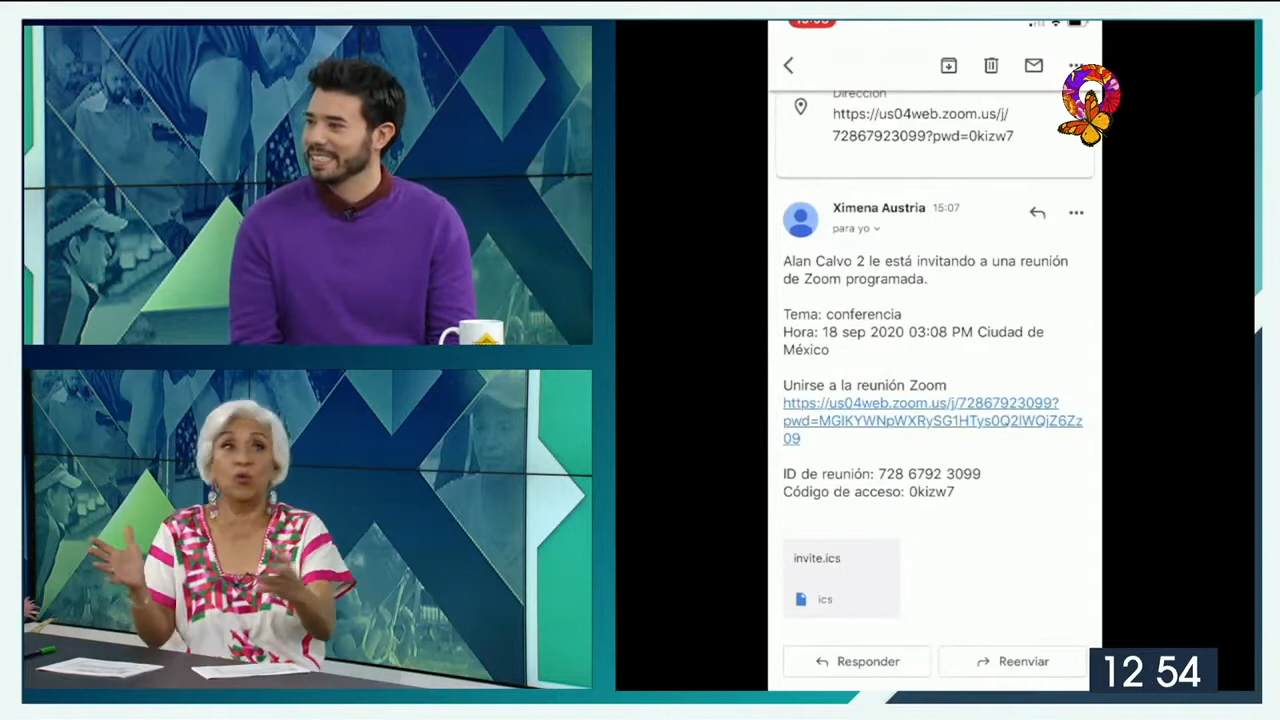 Dirección
https://us04web.zoom.us/j/
72867923099?pwd=0kizw7
Ximena Austria 15:07
para yo
Alan Calvo 2 le está invitando a una reunión
de Zoom programada.
Tema: conferencia
Hora: 18 sep 2020 03:08 PM Ciudad de
México
Unirse a la reunión Zoom
https://us04web.zoom.us/j/72867923099?
pwd=MGlKYWNpWXRySG1HTys0Q2lWQjZ6Zz
09
ID de reunión: 728 6792 3099
Código de acceso: 0kizw7
invite.ics
ics
Responder
Reenviar
12 54